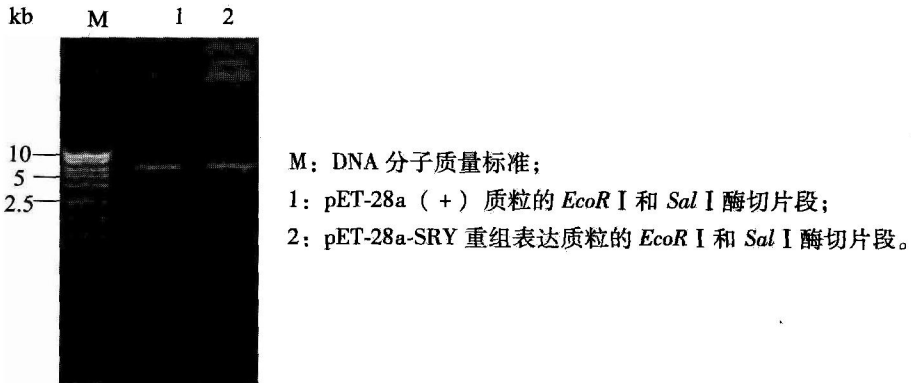 kb M 1 2
10
5
2.5
M：DNA 分子质量标准；
1：pET-28a（+）质粒的 EcoR Ⅰ 和 Sal Ⅰ 酶切片段；
2：pET-28a-SRY 重组表达质粒的 EcoR Ⅰ 和 Sal Ⅰ 酶切片段。